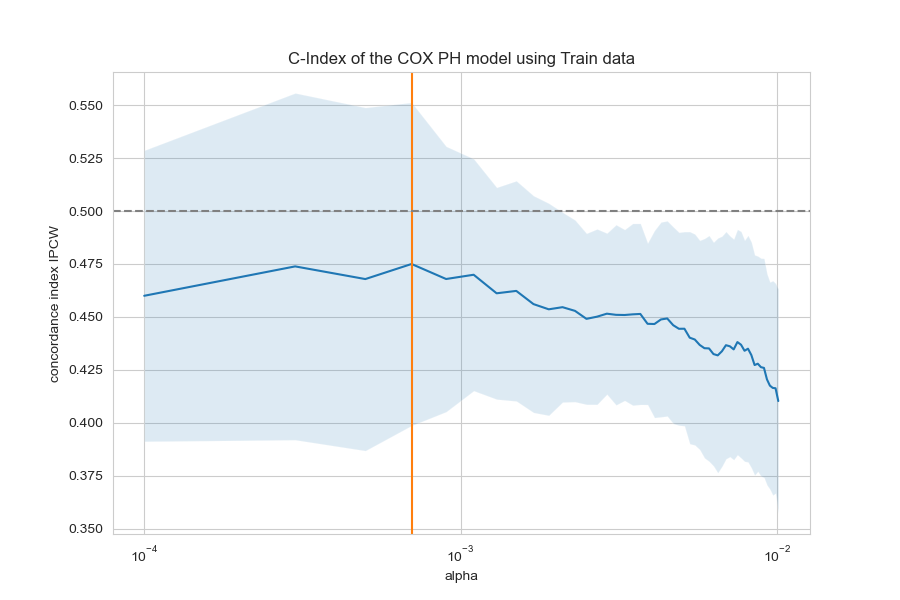 C-Index of the COX PH model using Train data
concordance index IPCW
0.550
0.525
0.500
0.475
0.450
0.425
0.400
0.375
0.350
10⁻⁴ 10⁻³ 10⁻²
alpha